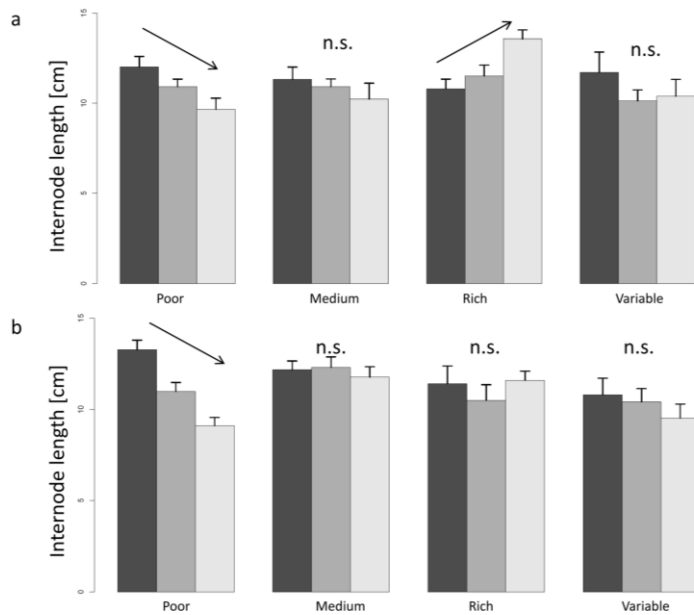 a
Internode length [cm]
15
10
5
0
n.s.
n.s.
Poor
Medium
Rich
Variable
b
Internode length [cm]
15
10
5
0
n.s.
n.s.
n.s.
Poor
Medium
Rich
Variable